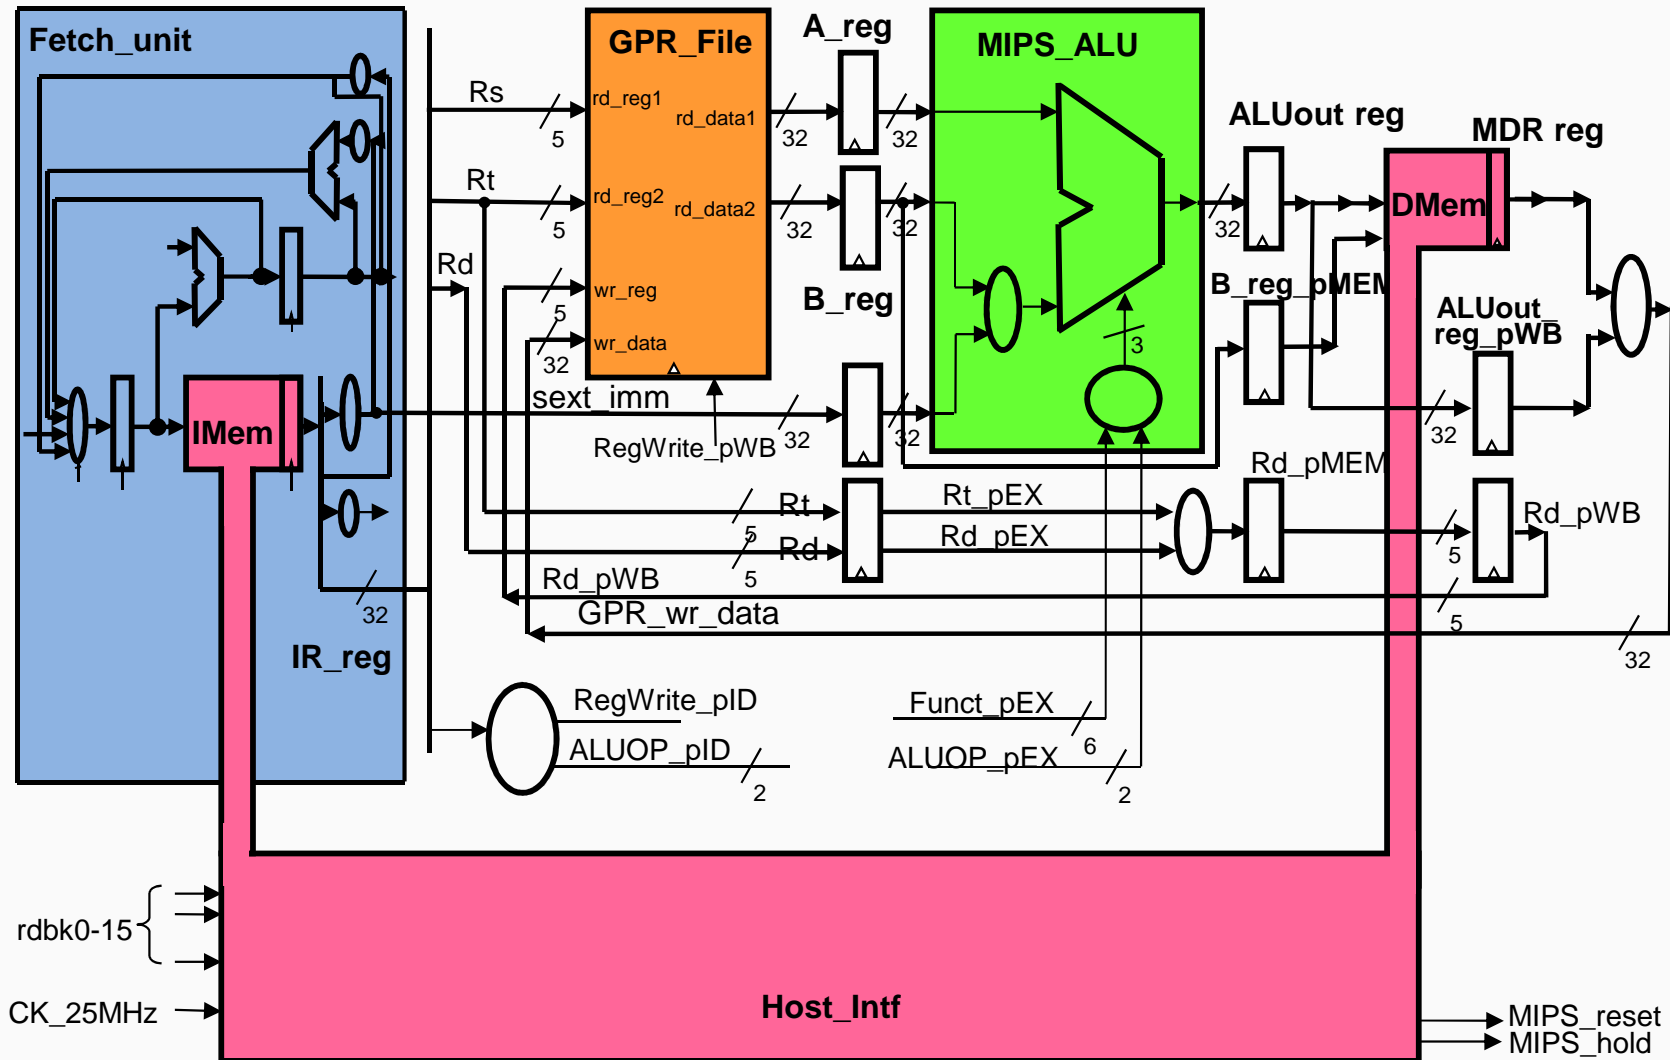 Fetch_unit
GPR_File
A_reg
MIPS_ALU
Rs
rd_reg1
rd_data1
5
32
32
ALUout reg
MDR reg
Rt
rd_reg2
rd_data2
5
32
32
32
DMem
Rd
wr_reg
5
B_reg
B_reg_pMEM
wr_data
32
3
ALUout_
reg_pWB
IMem
sext_imm
32
32
32
RegWrite_pWB
Rd_pMEM
Rt
5
Rt_pEX
Rd_pWB
Rd
5
Rd_pEX
5
Rd_pWB
5
32
GPR_wr_data
32
IR_reg
RegWrite_pID
Funct_pEX
6
ALUOP_pID
2
ALUOP_pEX
2
rdbk0-15
CK_25MHz
Host_Intf
MIPS_reset
MIPS_hold